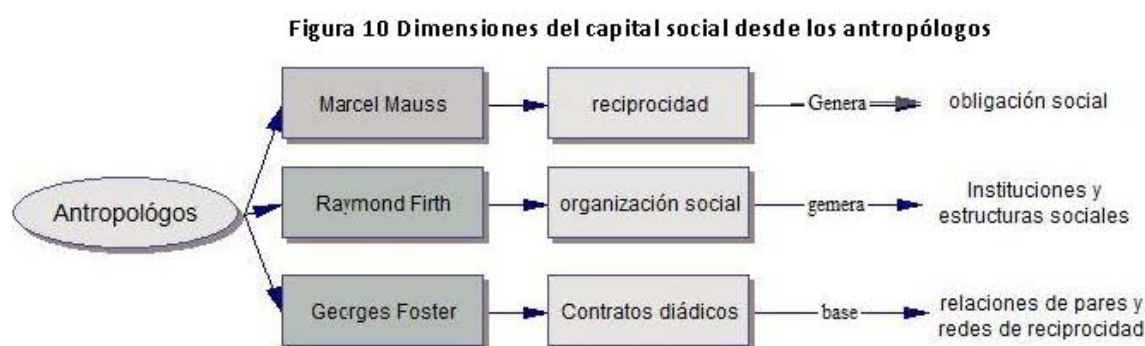 Figura 10 Dimensiones del capital social desde los antropólogos
Antropológos
Marcel Mauss
reciprocidad
Genera
obligación social
Raymond Firth
organización social
gemera
Instituciones y
estructuras sociales
Gecrges Foster
Contratos diádicos
base
relaciones de pares y
redes de reciprocidad